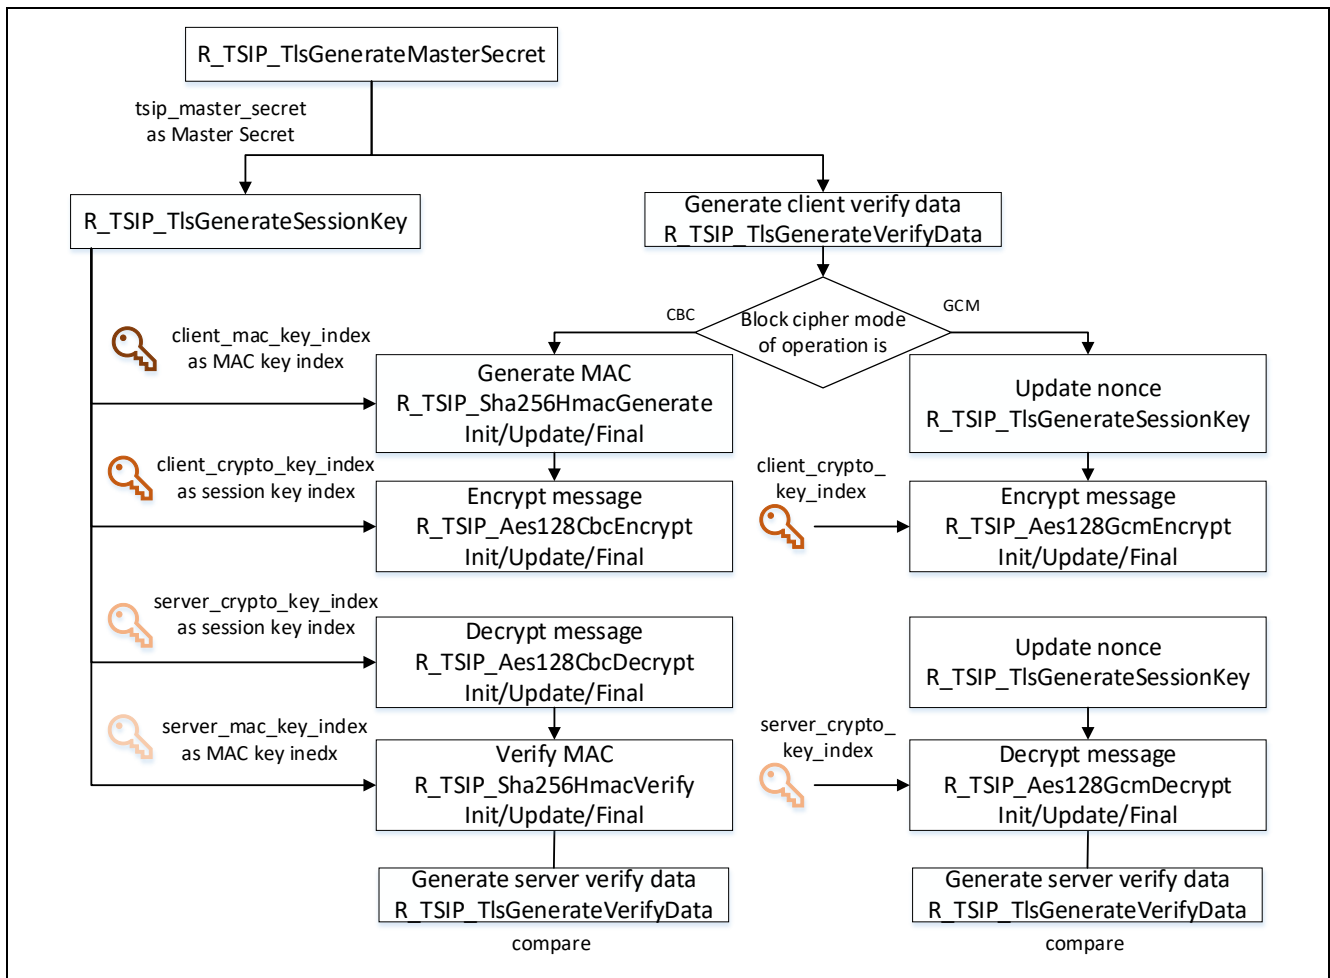 R_TSIP_TlsGenerateMasterSecret
tsip_master_secret
as Master Secret
R_TSIP_TlsGenerateSessionKey
Generate client verify data
R_TSIP_TlsGenerateVerifyData
CBC
GCM
Block cipher mode
of operation is
client_mac_key_index
as MAC key index
Generate MAC
R_TSIP_Sha256HmacGenerate
Init/Update/Final
Update nonce
R_TSIP_TlsGenerateSessionKey
client_crypto_key_index
as session key index
Encrypt message
R_TSIP_Aes128CbcEncrypt
Init/Update/Final
client_crypto_
key_index
Encrypt message
R_TSIP_Aes128GcmEncrypt
Init/Update/Final
server_crypto_key_index
as session key index
Decrypt message
R_TSIP_Aes128CbcDecrypt
Init/Update/Final
Update nonce
R_TSIP_TlsGenerateSessionKey
server_mac_key_index
as MAC key inedx
Verify MAC
R_TSIP_Sha256HmacVerify
Init/Update/Final
server_crypto_
key_index
Decrypt message
R_TSIP_Aes128GcmDecrypt
Init/Update/Final
Generate server verify data
R_TSIP_TlsGenerateVerifyData
compare
Generate server verify data
R_TSIP_TlsGenerateVerifyData
compare